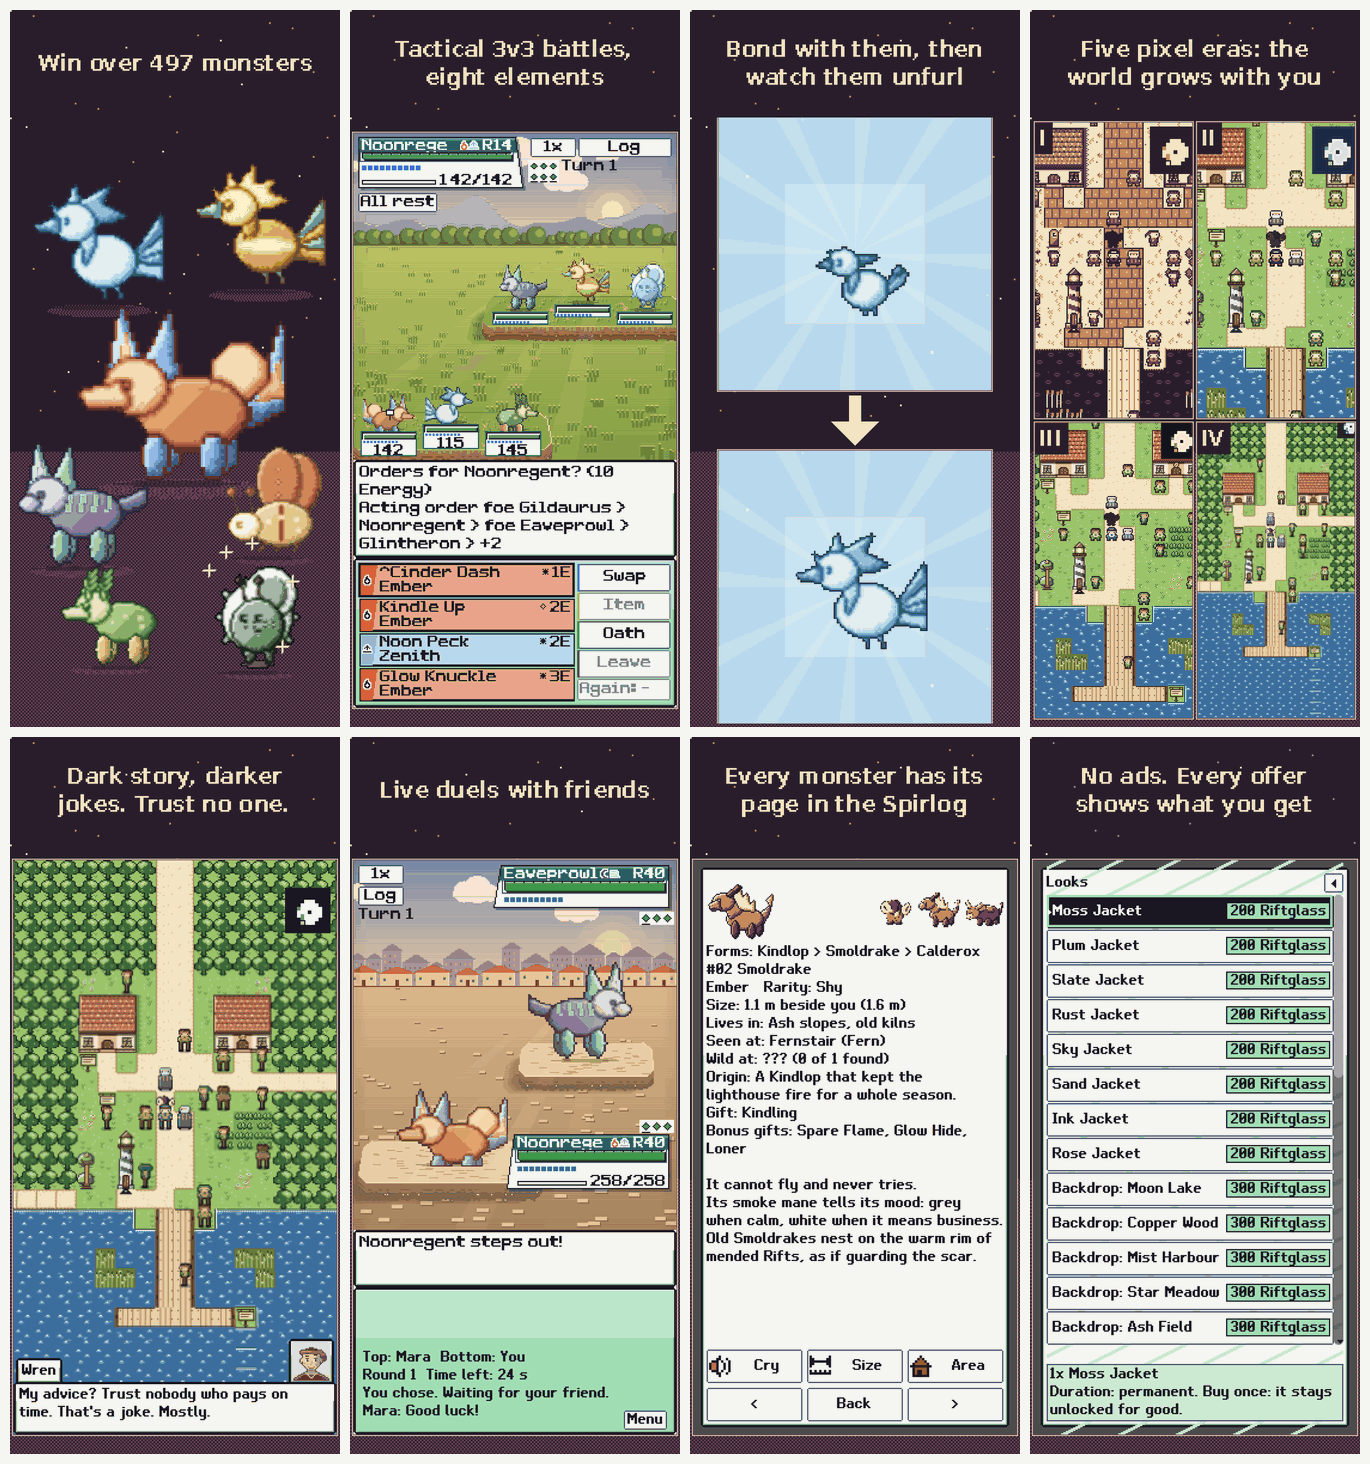 Win over 497 monsters
Tactical 3v3 battles,
eight elements
Noonrege R14
1x
Log
Turn 1
142/142
All rest
142
115
145
Orders for Noonregent? (10
Energy)
Acting order foe Gildaurus >
Noonregent > foe Eaveprowl >
Glintheron > +2
^Cinder Dash *1E
Ember
Kindle Up ◇2E
Ember
Noon Peck *2E
Zenith
Glow Knuckle *3E
Ember
Swap
Item
Oath
Leave
Again: -
Bond with them, then
watch them unfurl
Five pixel eras: the
world grows with you
I
II
III
IV
Dark story, darker
jokes. Trust no one.
Wren
My advice? Trust nobody who pays on
time. That's a joke. Mostly.
Live duels with friends
1x
Log
Turn 1
Eaveprowl R40
Noonrege R40
258/258
Noonregent steps out!
Top: Mara Bottom: You
Round 1 Time left: 24 s
You chose. Waiting for your friend.
Mara: Good luck!
Menu
Every monster has its
page in the Spirlog
Forms: Kindlop > Smoldrake > Calderox
#02 Smoldrake
Ember Rarity: Shy
Size: 1.1 m beside you (1.6 m)
Lives in: Ash slopes, old kilns
Seen at: Fernstair (Fern)
Wild at: ??? (0 of 1 found)
Origin: A Kindlop that kept the
lighthouse fire for a whole season.
Gift: Kindling
Bonus gifts: Spare Flame, Glow Hide,
Loner
It cannot fly and never tries.
Its smoke mane tells its mood: grey
when calm, white when it means business.
Old Smoldrakes nest on the warm rim of
mended Rifts, as if guarding the scar.
Cry
Size
Area
<
Back
>
No ads. Every offer
shows what you get
Looks
Moss Jacket 200 Riftglass
Plum Jacket 200 Riftglass
Slate Jacket 200 Riftglass
Rust Jacket 200 Riftglass
Sky Jacket 200 Riftglass
Sand Jacket 200 Riftglass
Ink Jacket 200 Riftglass
Rose Jacket 200 Riftglass
Backdrop: Moon Lake 300 Riftglass
Backdrop: Copper Wood 300 Riftglass
Backdrop: Mist Harbour 300 Riftglass
Backdrop: Star Meadow 300 Riftglass
Backdrop: Ash Field 300 Riftglass
1x Moss Jacket
Duration: permanent. Buy once: it stays
unlocked for good.